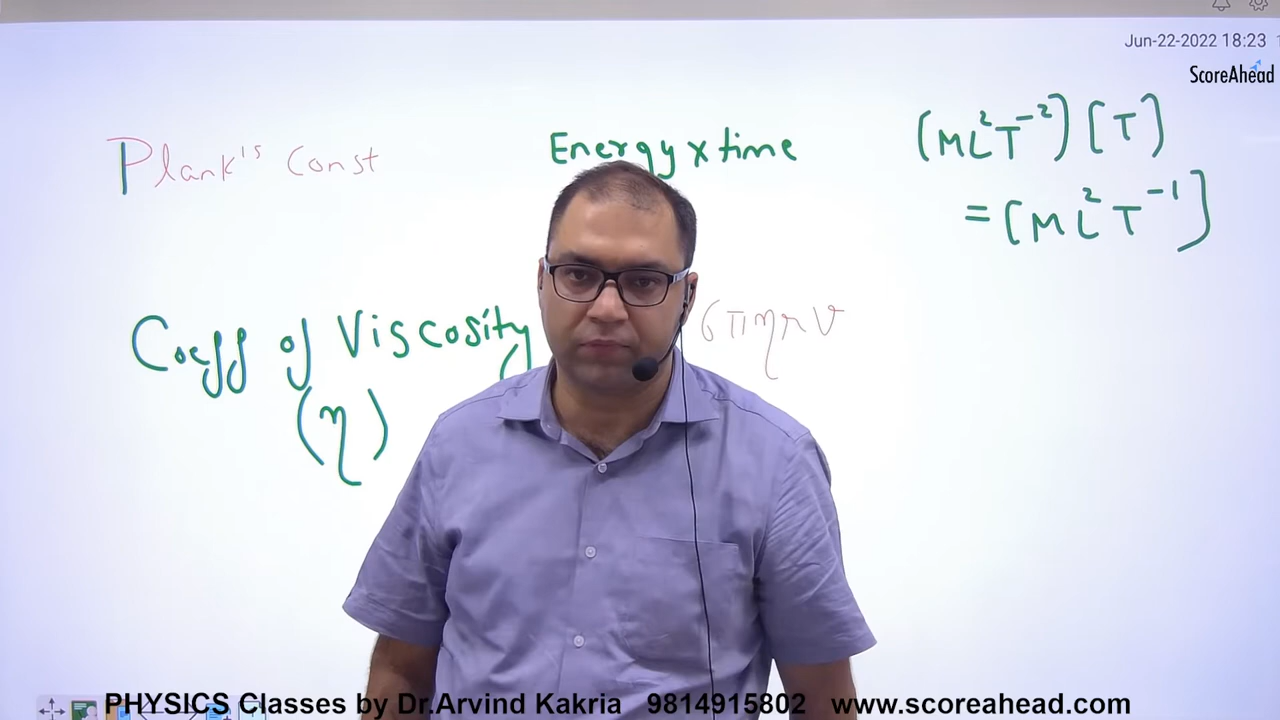 Jun-22-2022 18:23
ScoreAhead
Plank's Const Energy x time (ML²T⁻²) [T]
= [ML²T⁻¹]
Coeff of Viscosity 6πηrv
(η)
PHYSICS Classes by Dr.Arvind Kakria 9814915802 www.scoreahead.com